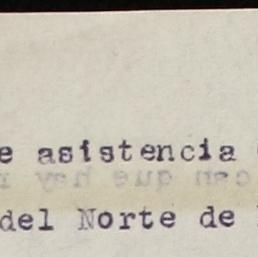 e asistencia
del Norte de